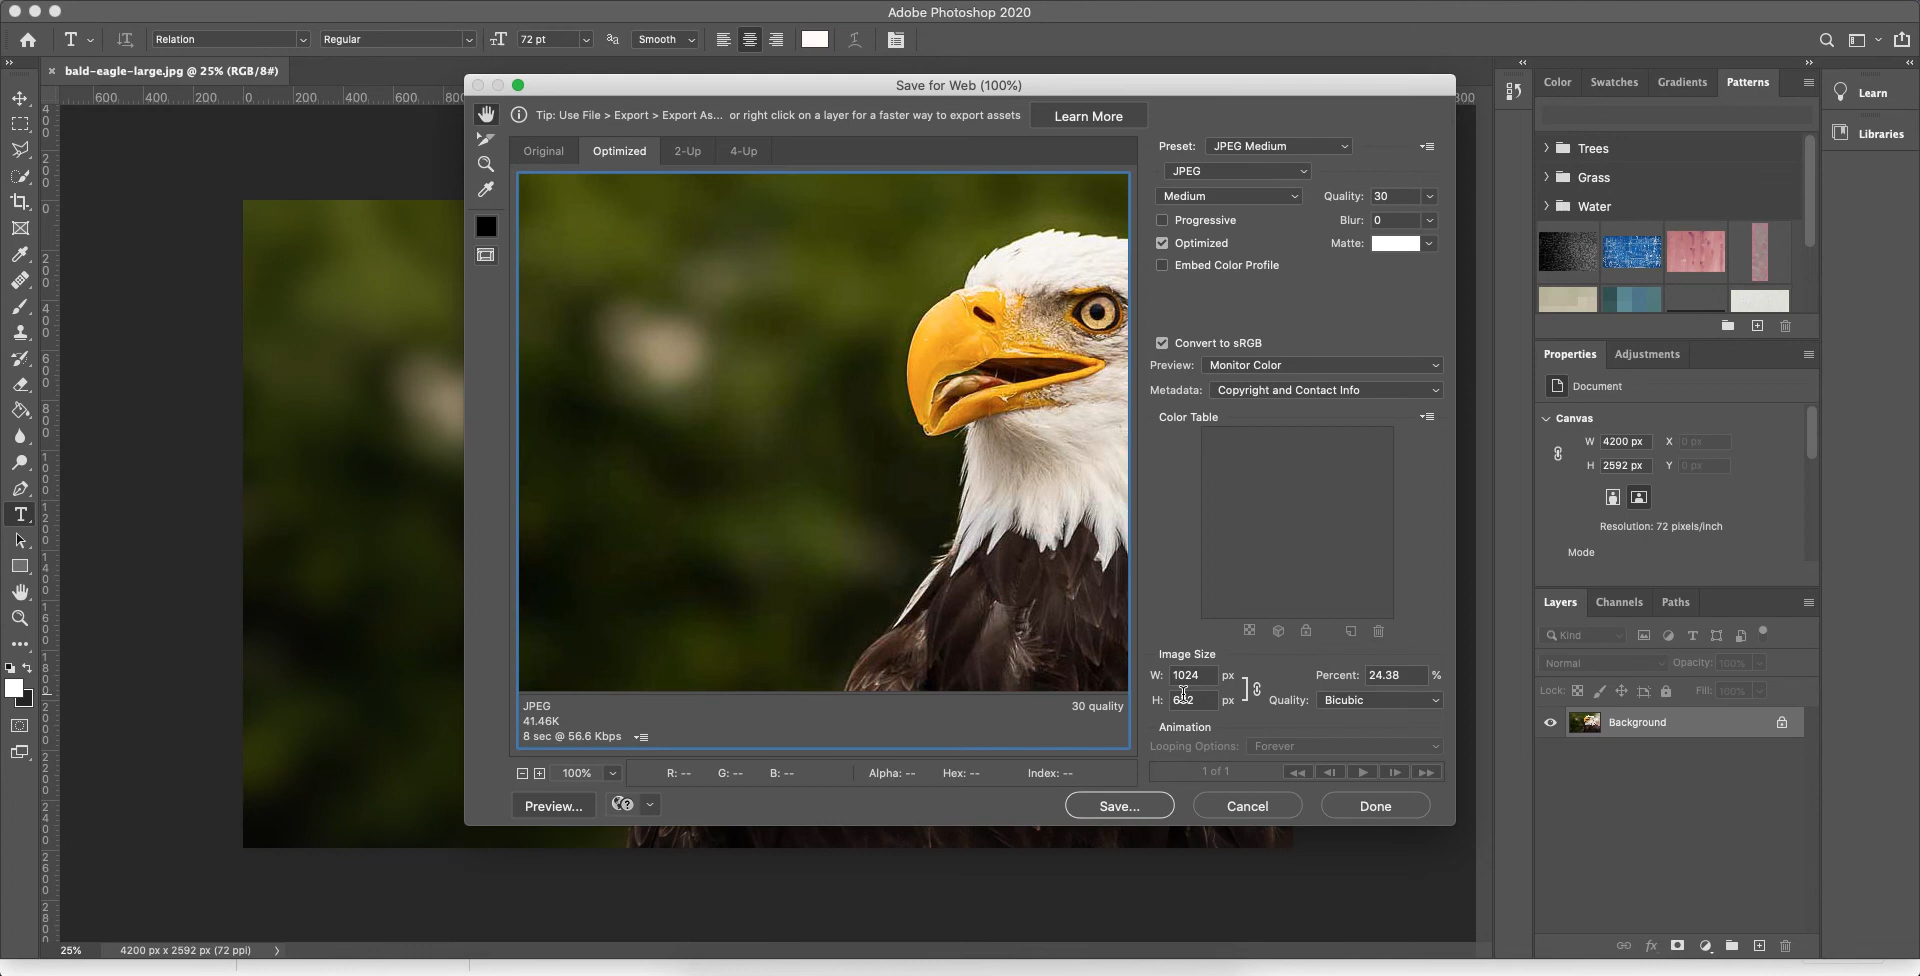 Adobe Photoshop 2020
Relation
Regular
72 pt
Smooth
bald-eagle-large.jpg @ 25% (RGB/8#)
Save for Web (100%)
Tip: Use File > Export > Export As... or right click on a layer for a faster way to export assets
Learn More
Original
Optimized
2-Up
4-Up
Preset: JPEG Medium
JPEG
Medium
Quality: 30
Progressive
Blur: 0
Optimized
Matte:
Embed Color Profile
Convert to sRGB
Preview: Monitor Color
Metadata: Copyright and Contact Info
Color Table
Image Size
W: 1024 px
Percent: 24.38 %
H: px
Quality: Bicubic
Animation
Looping Options: Forever
1 of 1
JPEG
30 quality
41.46K
8 sec @ 56.6 Kbps
100%
R: --
G: --
B: --
Alpha: --
Hex: --
Index: --
Preview...
Save...
Cancel
Done
Color
Swatches
Gradients
Patterns
Trees
Grass
Water
Learn
Libraries
Properties
Adjustments
Document
Canvas
W 4200 px X 0 px
H 2592 px Y 0 px
Resolution: 72 pixels/inch
Mode
Layers
Channels
Paths
Kind
Normal
Opacity: 100%
Lock:
Fill: 100%
Background
25%
4200 px x 2592 px (72 ppi)